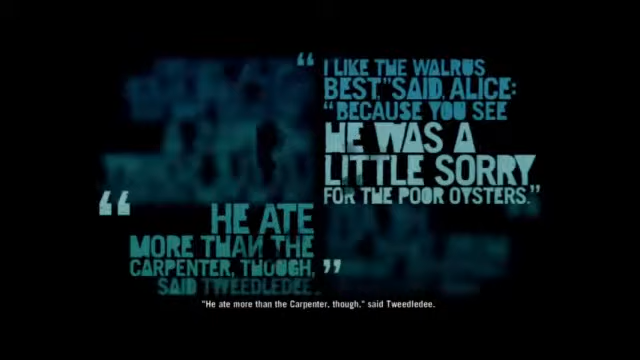 “I LIKE THE WALRUS
BEST,” SAID ALICE:
“BECAUSE YOU SEE
HE WAS A
LITTLE SORRY
FOR THE POOR OYSTERS.”
“HE ATE
MORE THAN THE
CARPENTER, THOUGH,”
SAID TWEEDLEDEE.
"He ate more than the Carpenter, though," said Tweedledee.